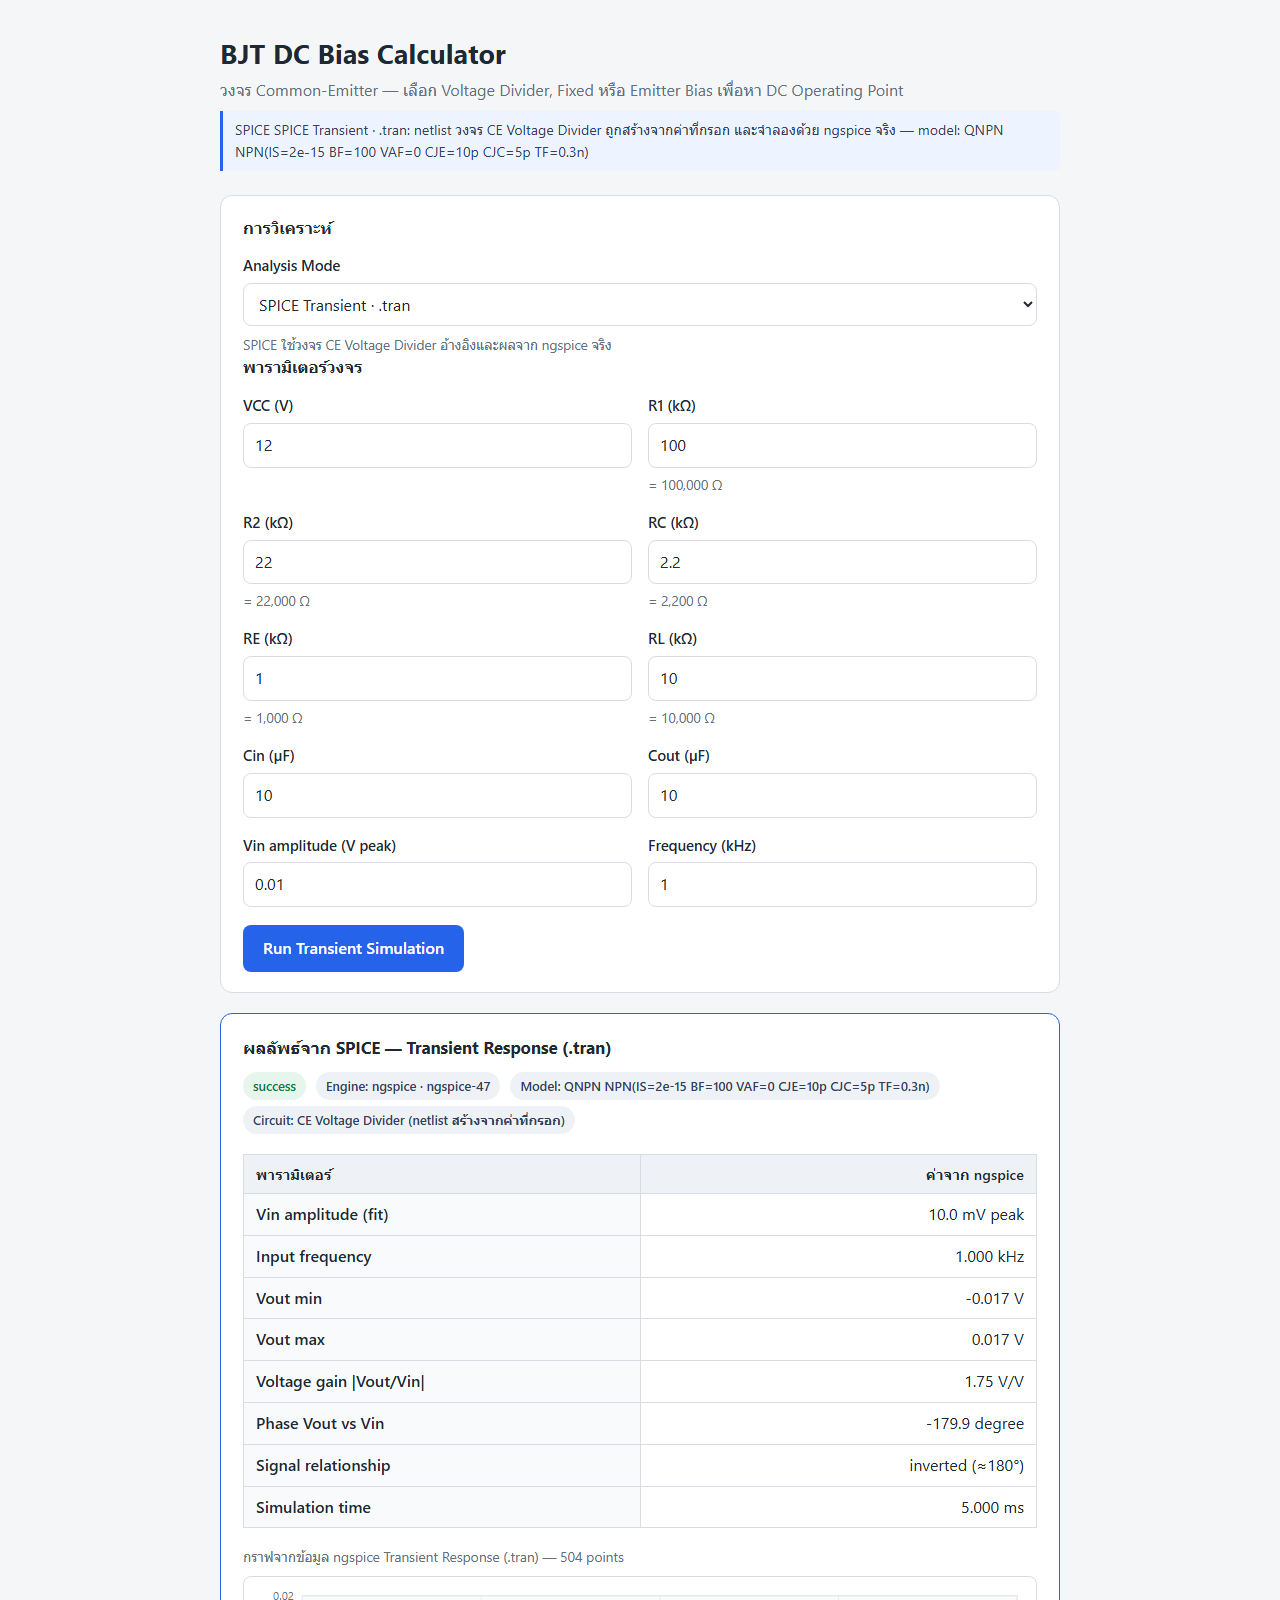 BJT DC Bias Calculator
วงจร Common-Emitter — เลือก Voltage Divider, Fixed หรือ Emitter Bias เพื่อหา DC Operating Point
SPICE SPICE Transient · .tran: netlist วงจร CE Voltage Divider ถูกสร้างจากค่าที่กรอก และจำลองด้วย ngspice จริง — model: QNPN
NPN(IS=2e-15 BF=100 VAF=0 CJE=10p CJC=5p TF=0.3n)
การวิเคราะห์
Analysis Mode
SPICE Transient · .tran
SPICE ใช้วงจร CE Voltage Divider อ้างอิงและผลจาก ngspice จริง
พารามิเตอร์วงจร
VCC (V)
R1 (kΩ)
12
100
= 100,000 Ω
R2 (kΩ)
RC (kΩ)
22
2.2
= 22,000 Ω
= 2,200 Ω
RE (kΩ)
RL (kΩ)
1
10
= 1,000 Ω
= 10,000 Ω
Cin (µF)
Cout (µF)
10
10
Vin amplitude (V peak)
Frequency (kHz)
0.01
1
Run Transient Simulation
ผลลัพธ์จาก SPICE — Transient Response (.tran)
success
Engine: ngspice · ngspice-47
Model: QNPN NPN(IS=2e-15 BF=100 VAF=0 CJE=10p CJC=5p TF=0.3n)
Circuit: CE Voltage Divider (netlist สร้างจากค่าที่กรอก)
พารามิเตอร์ ค่าจาก ngspice
Vin amplitude (fit) 10.0 mV peak
Input frequency 1.000 kHz
Vout min -0.017 V
Vout max 0.017 V
Voltage gain |Vout/Vin| 1.75 V/V
Phase Vout vs Vin -179.9 degree
Signal relationship inverted (≈180°)
Simulation time 5.000 ms
กราฟจากข้อมูล ngspice Transient Response (.tran) — 504 points
0.02